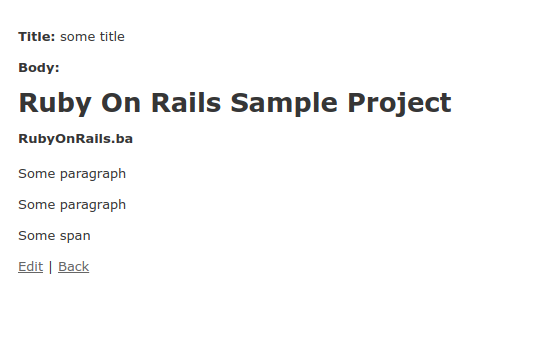 Title: some title
Body:
Ruby On Rails Sample Project
RubyOnRails.ba
Some paragraph
Some paragraph
Some span
Edit | Back